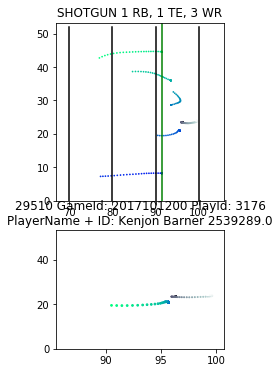 SHOTGUN 1 RB, 1 TE, 3 WR
50
40
30
20
10
0
70 80 90 100
29510 GameId: 2017101200 PlayId: 3176
PlayerName + ID: Kenjon Barner 2539289.0
40
20
0
90 95 100